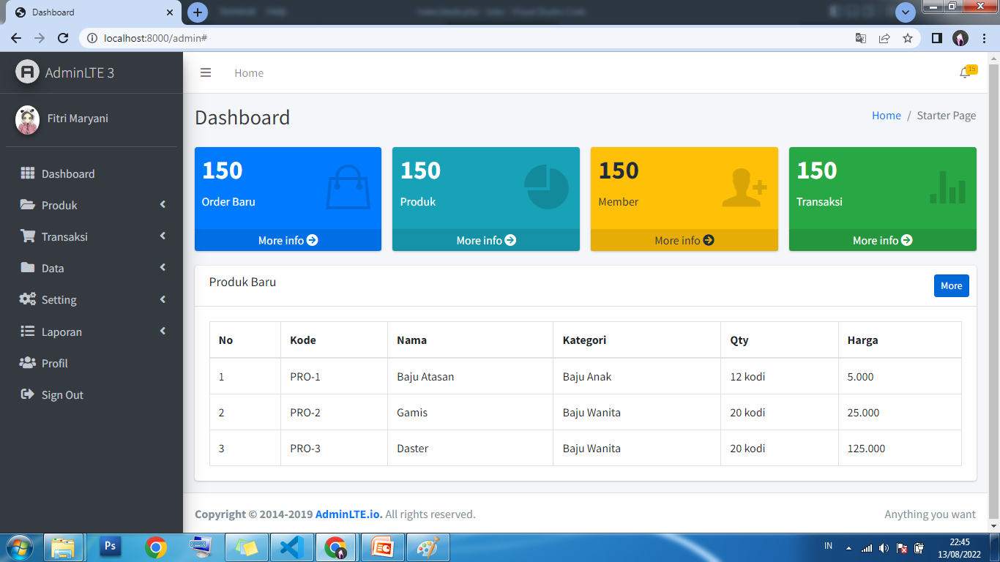 Dashboard
localhost:8000/admin#
AdminLTE 3
Home
15
Fitri Maryani
Dashboard
Home / Starter Page
Dashboard
Produk
Transaksi
Data
Setting
Laporan
Profil
Sign Out
150
Order Baru
More info
150
Produk
More info
150
Member
More info
150
Transaksi
More info
Produk Baru
More
No Kode Nama Kategori Qty Harga
1 PRO-1 Baju Atasan Baju Anak 12 kodi 5.000
2 PRO-2 Gamis Baju Wanita 20 kodi 25.000
3 PRO-3 Daster Baju Wanita 20 kodi 125.000
Copyright © 2014-2019 AdminLTE.io. All rights reserved.
Anything you want
Ps
IN
22:45
13/08/2022